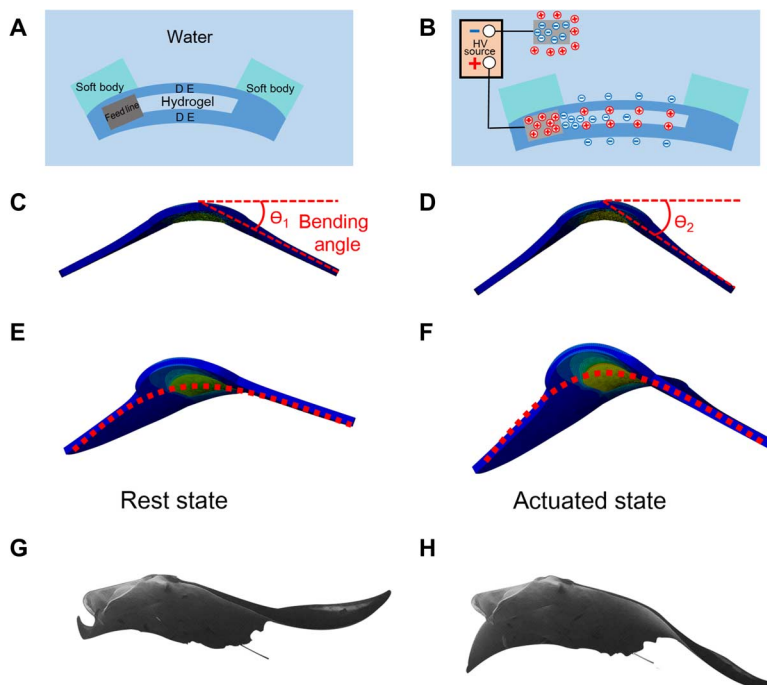 A
Water
Soft body
D E
Soft body
Hydrogel
Feed line
D E
B
−
HV
source
+
C
Θ1 Bending
angle
D
Θ2
E
F
Rest state
Actuated state
G
H